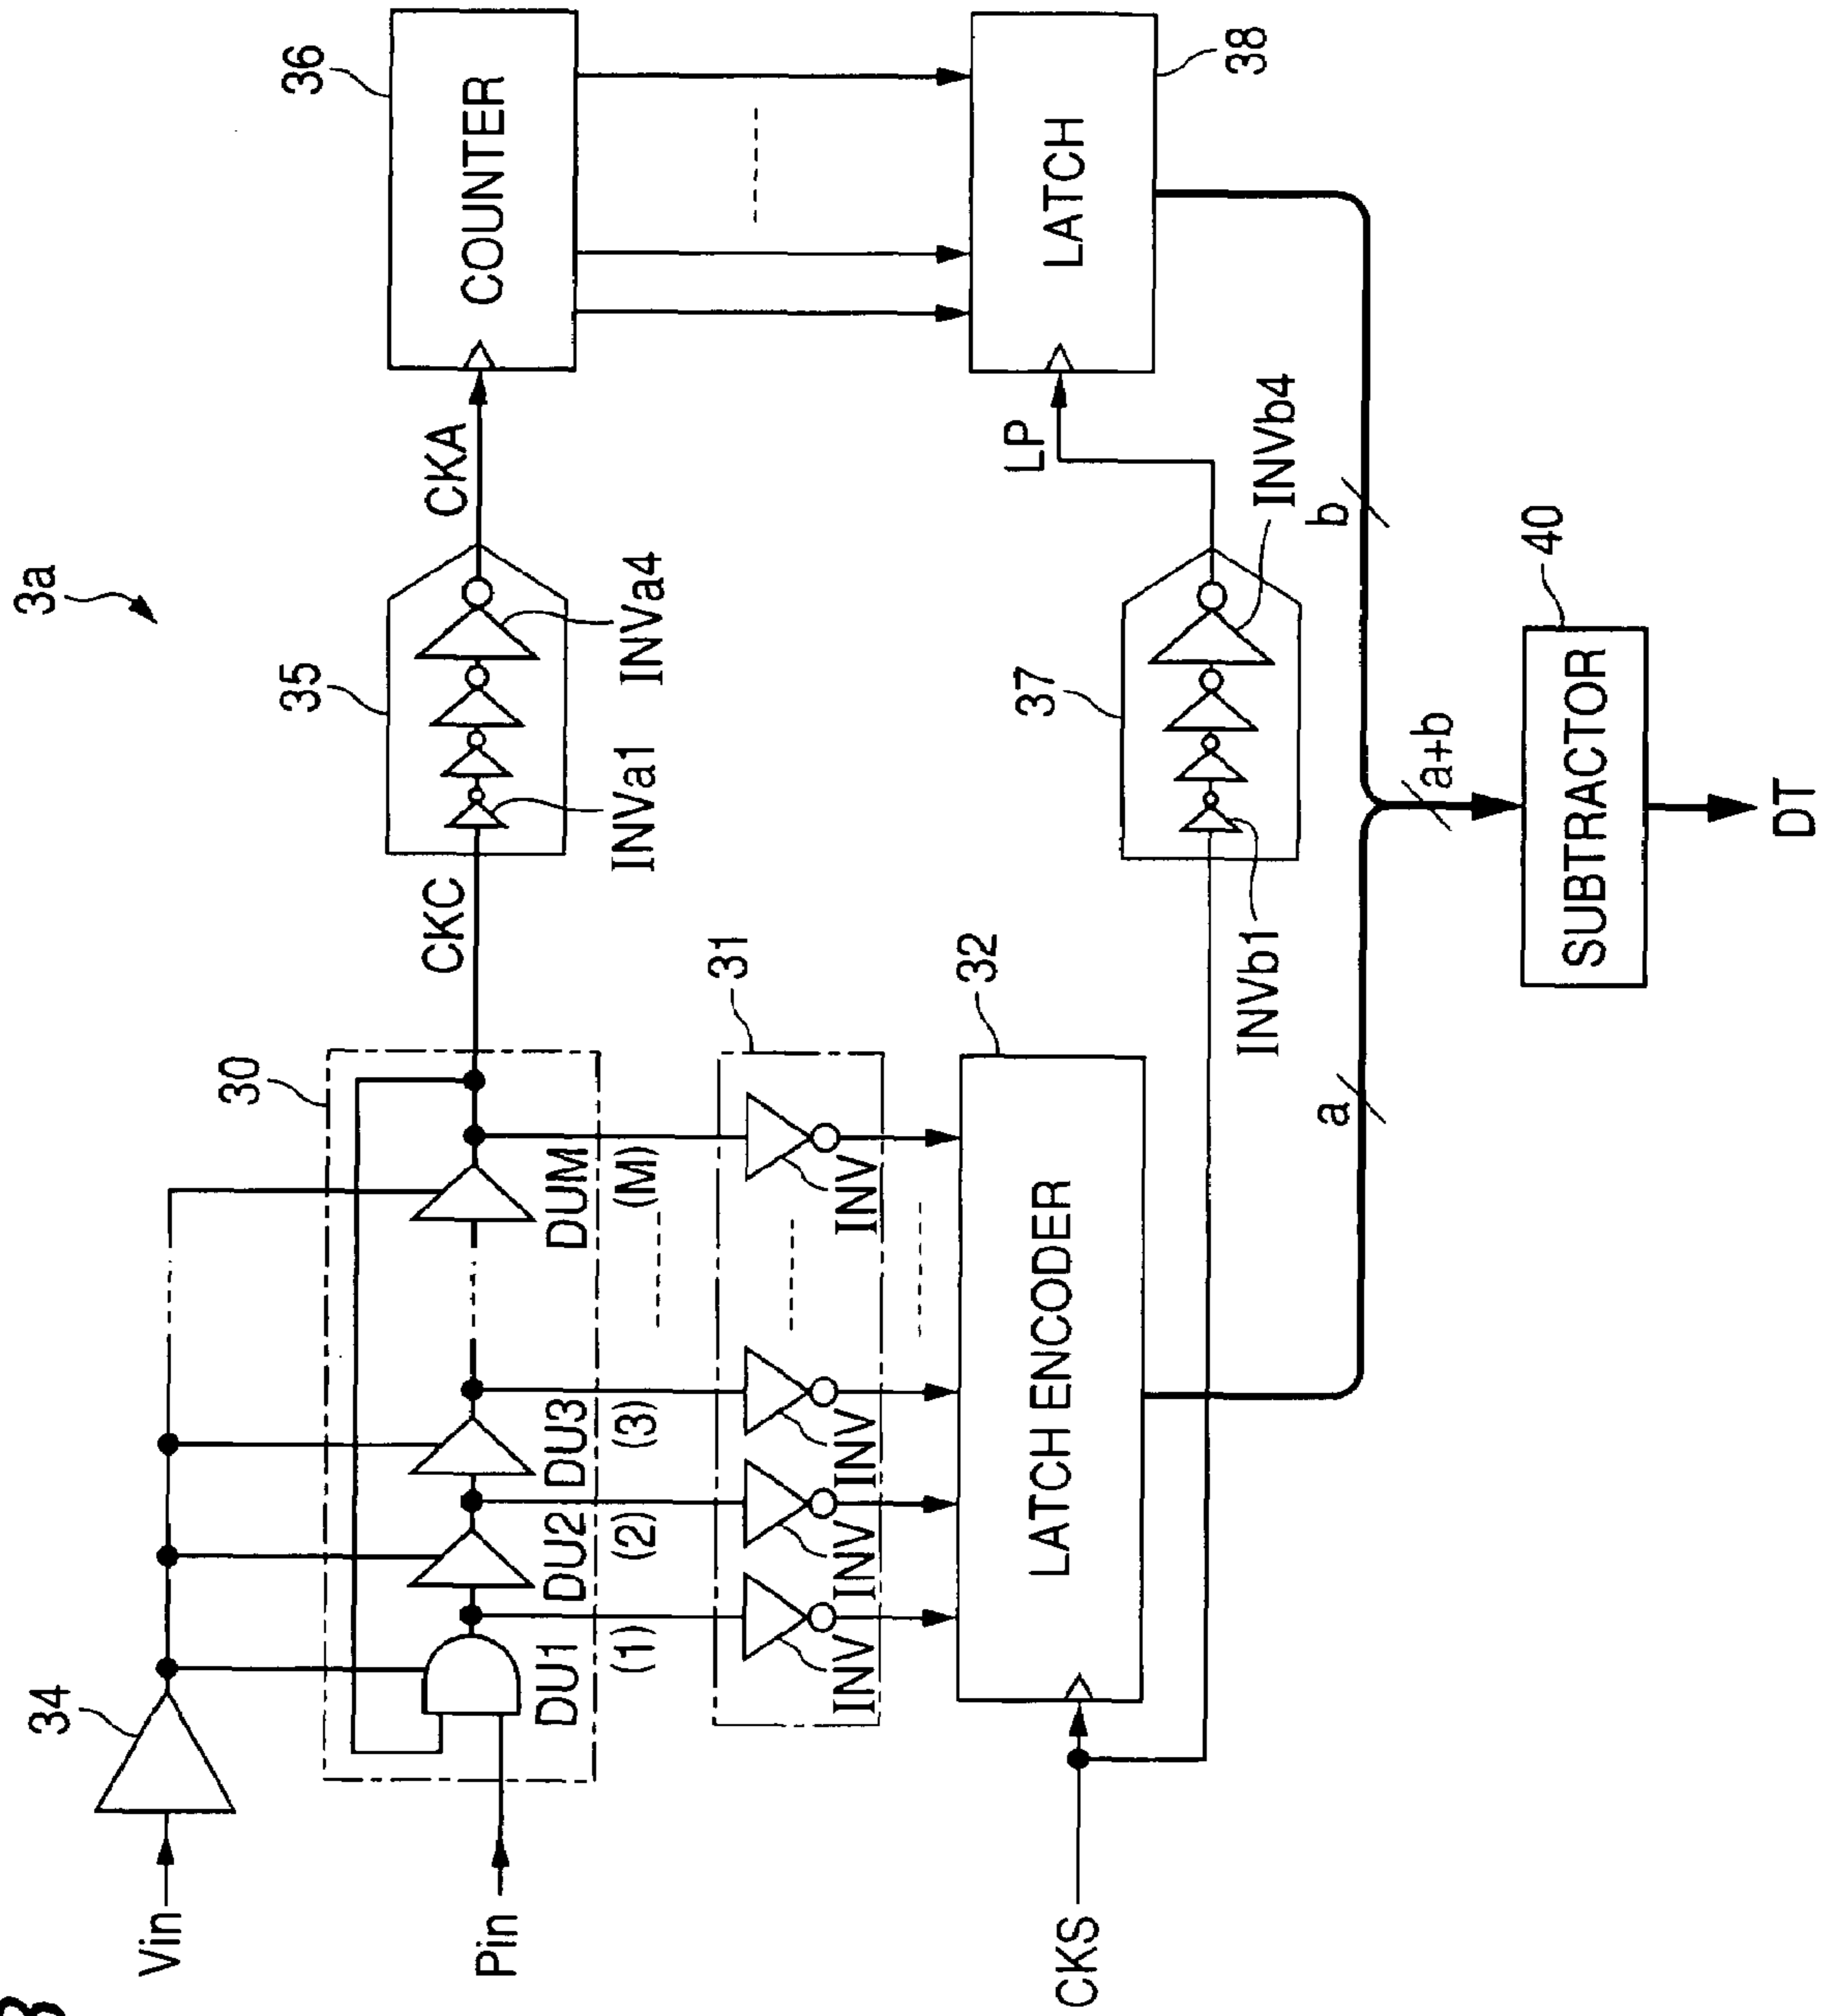 34
3a
Vin
30
35
36
CKC
CKA
COUNTER
Pin
DU1 DU2 DU3 DUM
(1) (2) (3) (M)
INVa1 INVa4
31
INV INV INV INV
32
37
LP
LATCH ENCODER
LATCH
CKS
38
INVb1
INVb4
a
b
a+b
40
SUBTRACTOR
DT